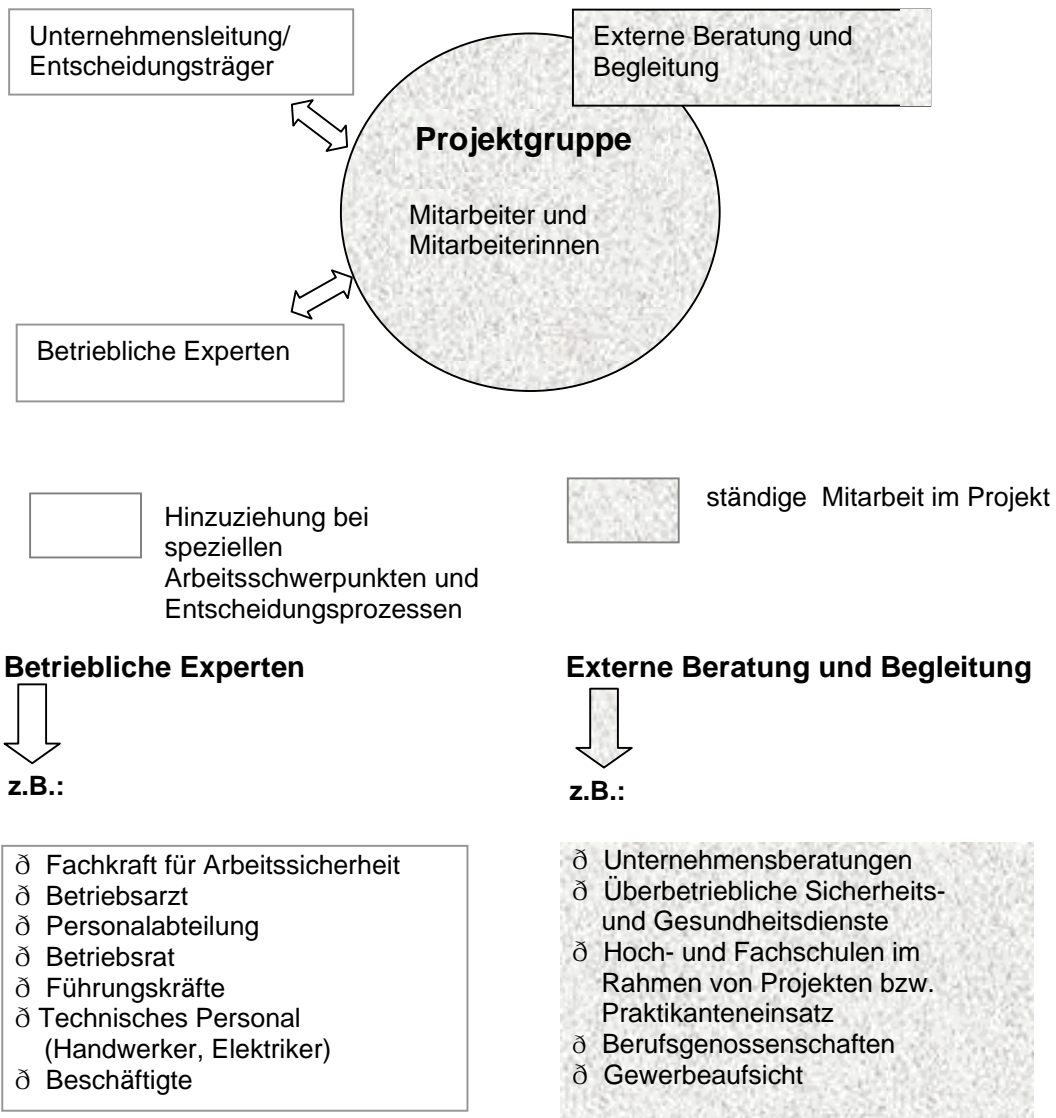 Unternehmensleitung/
Entscheidungsträger
Externe Beratung und
Begleitung
Projektgruppe
Mitarbeiter und
Mitarbeiterinnen
Betriebliche Experten
Hinzuziehung bei
speziellen
Arbeitsschwerpunkten und
Entscheidungsprozessen
ständige Mitarbeit im Projekt
Betriebliche Experten
z.B.:
ð Fachkraft für Arbeitssicherheit
ð Betriebsarzt
ð Personalabteilung
ð Betriebsrat
ð Führungskräfte
ð Technisches Personal
(Handwerker, Elektriker)
ð Beschäftigte
Externe Beratung und Begleitung
z.B.:
ð Unternehmensberatungen
ð Überbetriebliche Sicherheits-
und Gesundheitsdienste
ð Hoch- und Fachschulen im
Rahmen von Projekten bzw.
Praktikanteneinsatz
ð Berufsgenossenschaften
ð Gewerbeaufsicht